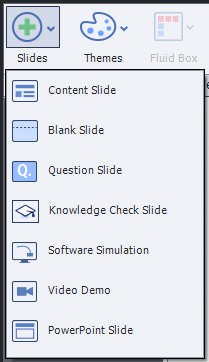 Slides Themes Fluid Box
Content Slide
Blank Slide
Q. Question Slide
Knowledge Check Slide
Software Simulation
Video Demo
PowerPoint Slide